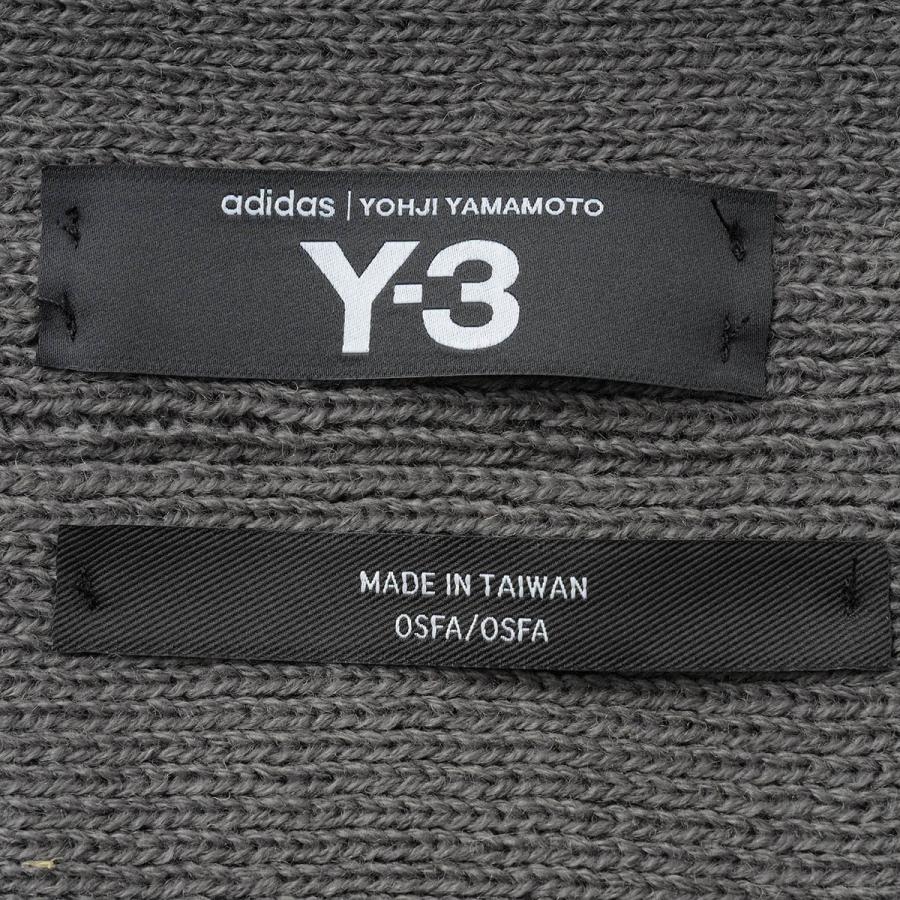 adidas | YOHJI YAMAMOTO
Y-3
MADE IN TAIWAN
OSFA/OSFA